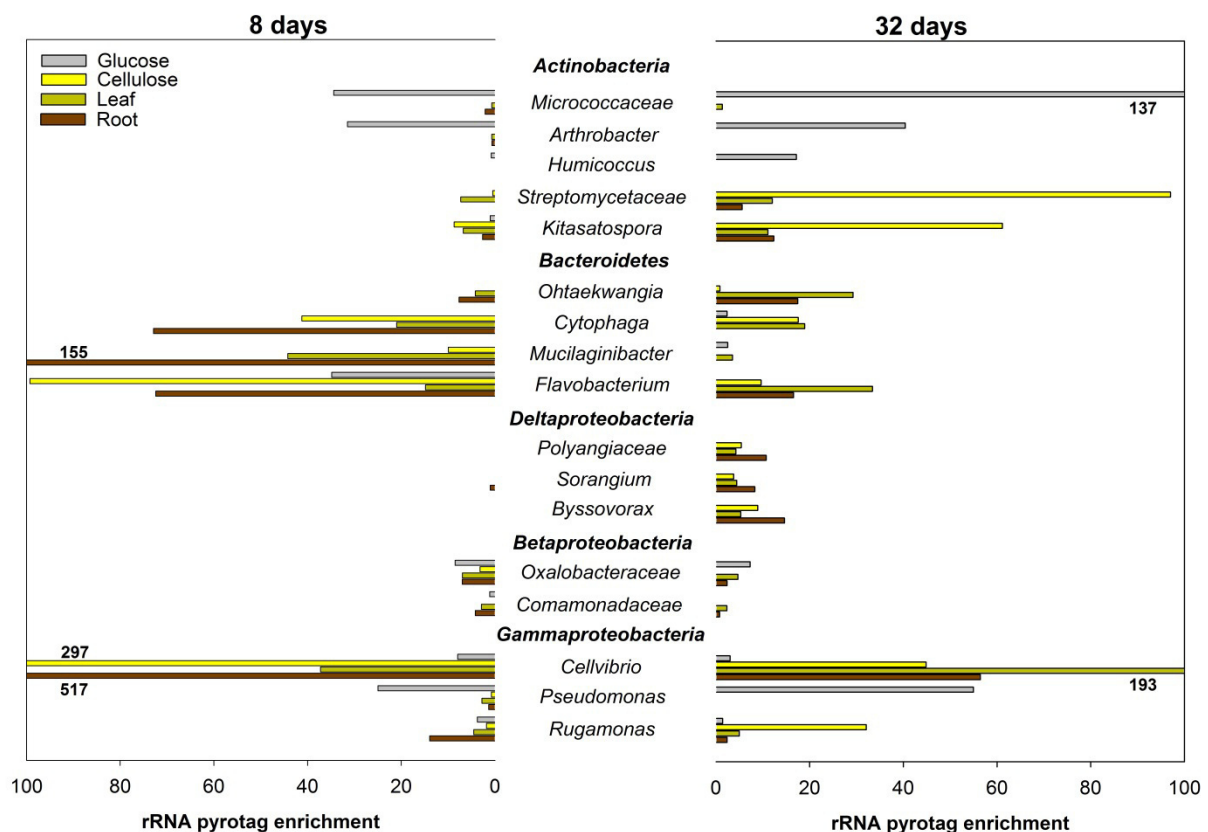 8 days
32 days
Glucose
Cellulose
Leaf
Root
Actinobacteria
Micrococcaceae
137
Arthrobacter
Humicoccus
Streptomycetaceae
Kitasatospora
Bacteroidetes
Ohtaekwangia
Cytophaga
155
Mucilaginibacter
Flavobacterium
Deltaproteobacteria
Polyangiaceae
Sorangium
Byssovorax
Betaproteobacteria
Oxalobacteraceae
Comamonadaceae
Gammaproteobacteria
297
Cellvibrio
517
193
Pseudomonas
Rugamonas
100 80 60 40 20 0
0 20 40 60 80 100
rRNA pyrotag enrichment
rRNA pyrotag enrichment